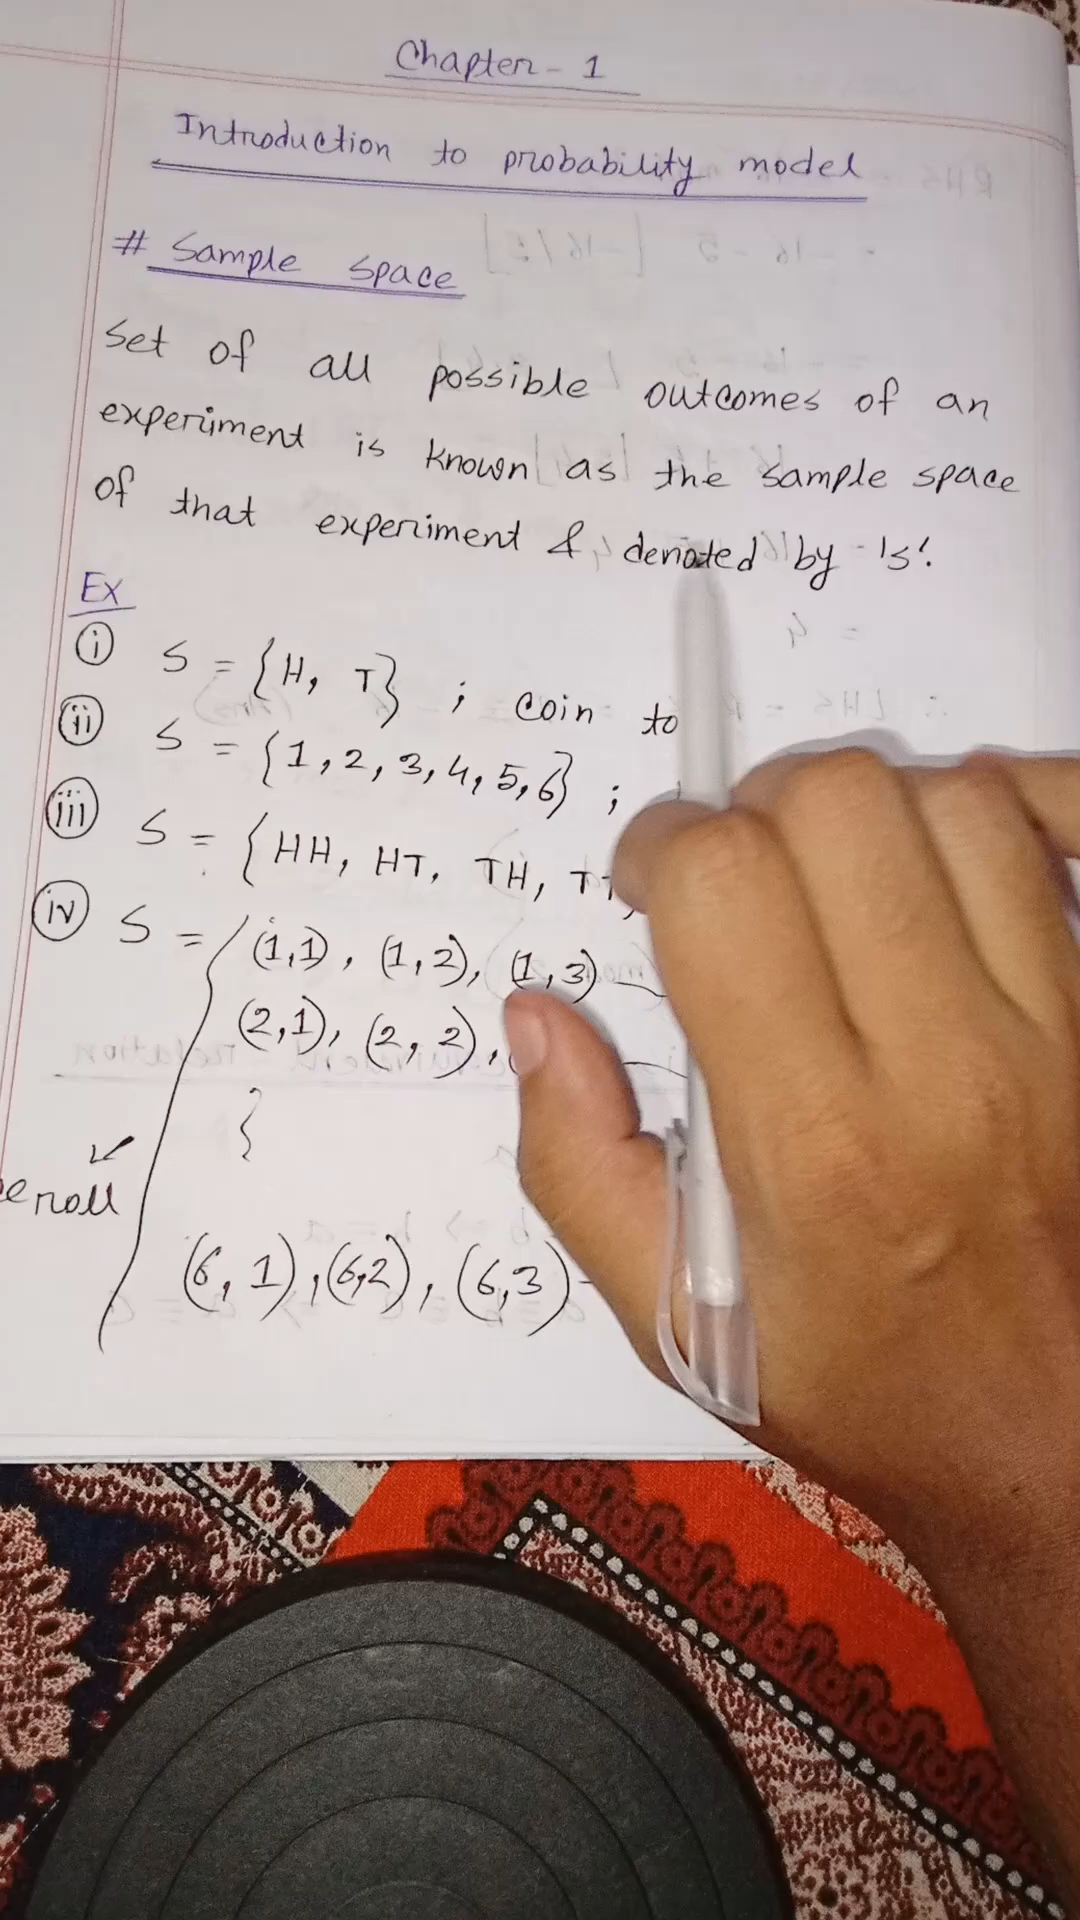 Chapter - 1
Introduction to probability model
# Sample space
Set of all possible outcomes of an
experiment is known as the sample space
of that experiment & denoted by 'S'.
Ex
(i) S = {H, T} ; coin to
(ii) S = {1, 2, 3, 4, 5, 6} ;
(iii) S = {HH, HT, TH, TT,
(iv) S = { (1,1), (1,2), (1,3)
(2,1), (2,2),
roll
(6,1), (6,2), (6,3)